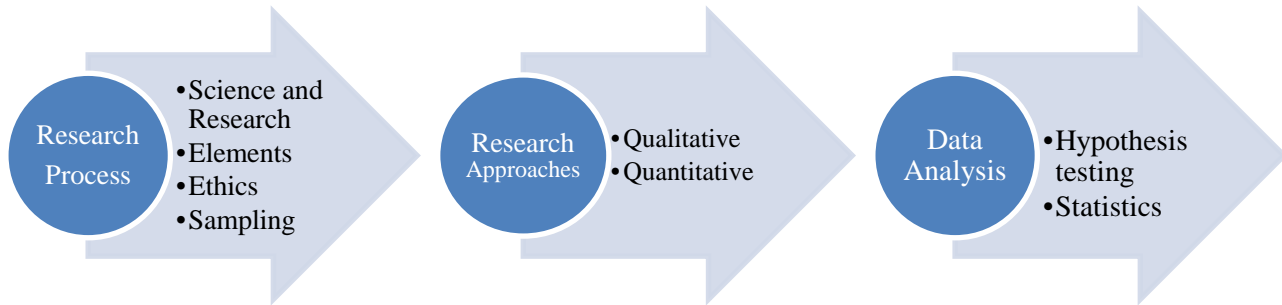 Research
Process
•Science and
Research
•Elements
•Ethics
•Sampling
Research
Approaches
•Qualitative
•Quantitative
Data
Analysis
•Hypothesis
testing
•Statistics